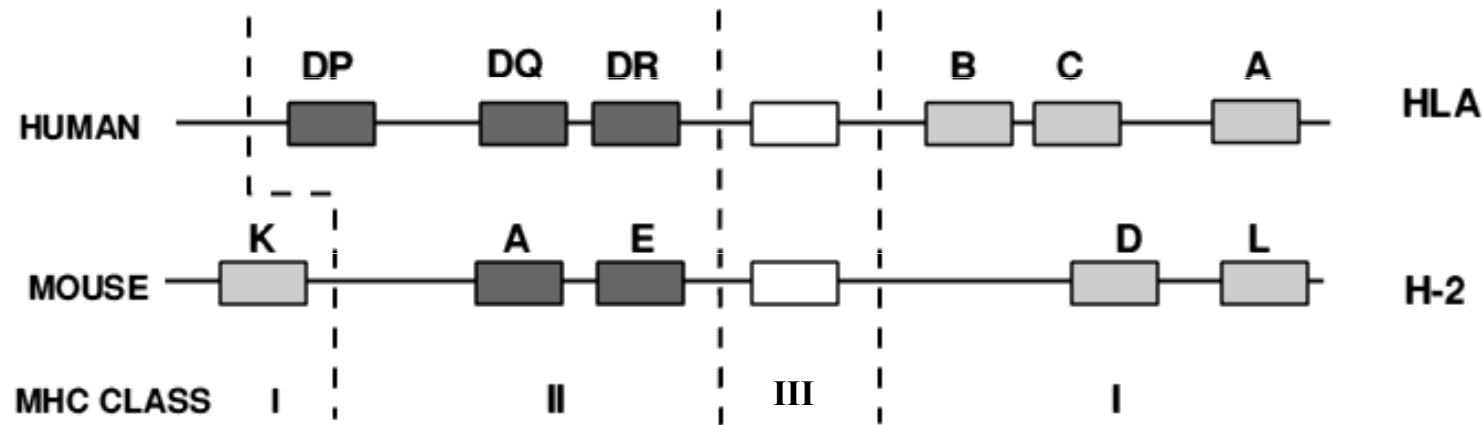 DP DQ DR B C A
HUMAN HLA
K A E D L
MOUSE H-2
MHC CLASS I II III I